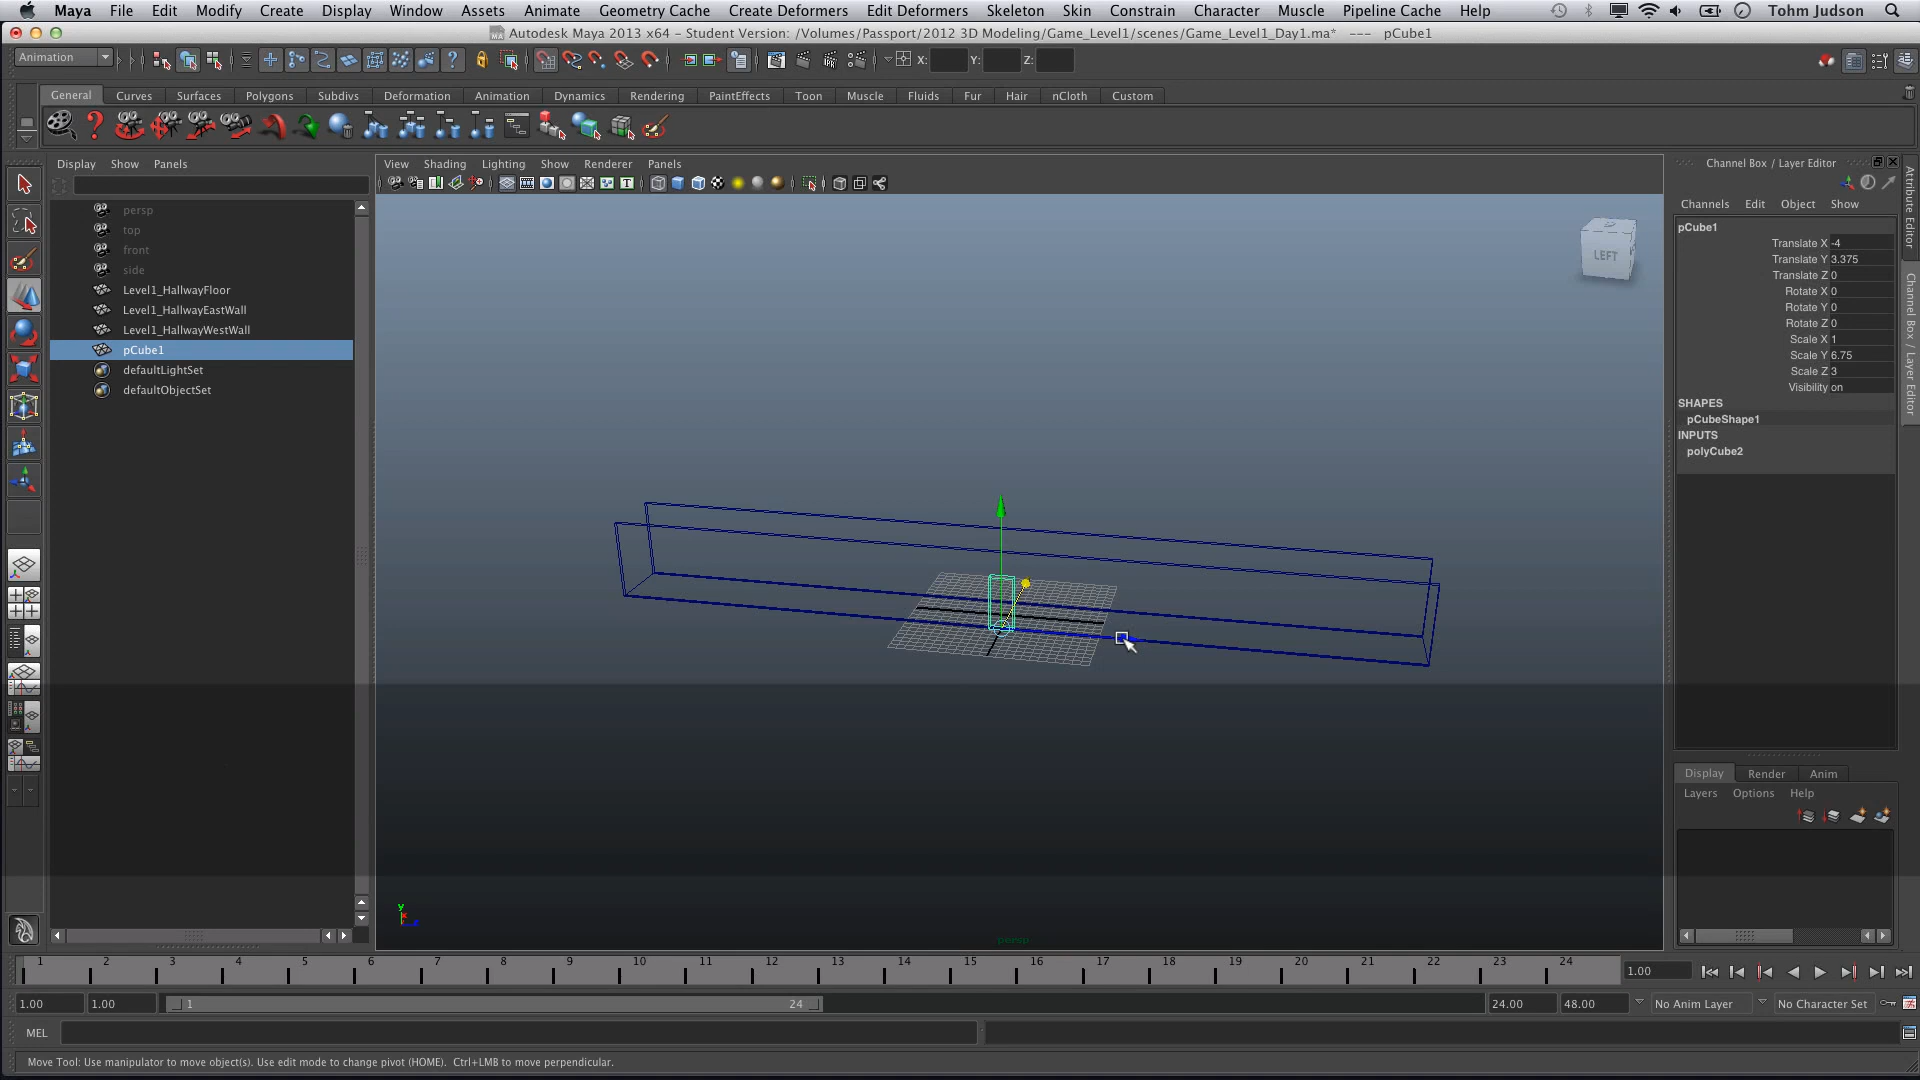 Maya File Edit Modify Create Display Window Assets Animate Geometry Cache Create Deformers Edit Deformers Skeleton Skin Constrain Character Muscle Pipeline Cache Help Tohm Judson
Autodesk Maya 2013 x64 - Student Version: /Volumes/Passport/2012 3D Modeling/Game_Level1/scenes/Game_Level1_Day1.ma* --- pCube1
Animation X: Y: Z:
General Curves Surfaces Polygons Subdivs Deformation Animation Dynamics Rendering PaintEffects Toon Muscle Fluids Fur Hair nCloth Custom
Display Show Panels
persp
top
front
side
Level1_HallwayFloor
Level1_HallwayEastWall
Level1_HallwayWestWall
pCube1
defaultLightSet
defaultObjectSet
View Shading Lighting Show Renderer Panels
LEFT
y
persp
Channel Box / Layer Editor
Channels Edit Object Show
pCube1
Translate X -4
Translate Y 3.375
Translate Z 0
Rotate X 0
Rotate Y 0
Rotate Z 0
Scale X 1
Scale Y 6.75
Scale Z 3
Visibility on
SHAPES
pCubeShape1
INPUTS
polyCube2
Attribute Editor
Channel Box / Layer Editor
Display Render Anim
Layers Options Help
1 2 3 4 5 6 7 8 9 10 11 12 13 14 15 16 17 18 19 20 21 22 23 24 1.00
1.00 1.00 1 24 24.00 48.00 No Anim Layer No Character Set
MEL
Move Tool: Use manipulator to move object(s). Use edit mode to change pivot (HOME). Ctrl+LMB to move perpendicular.